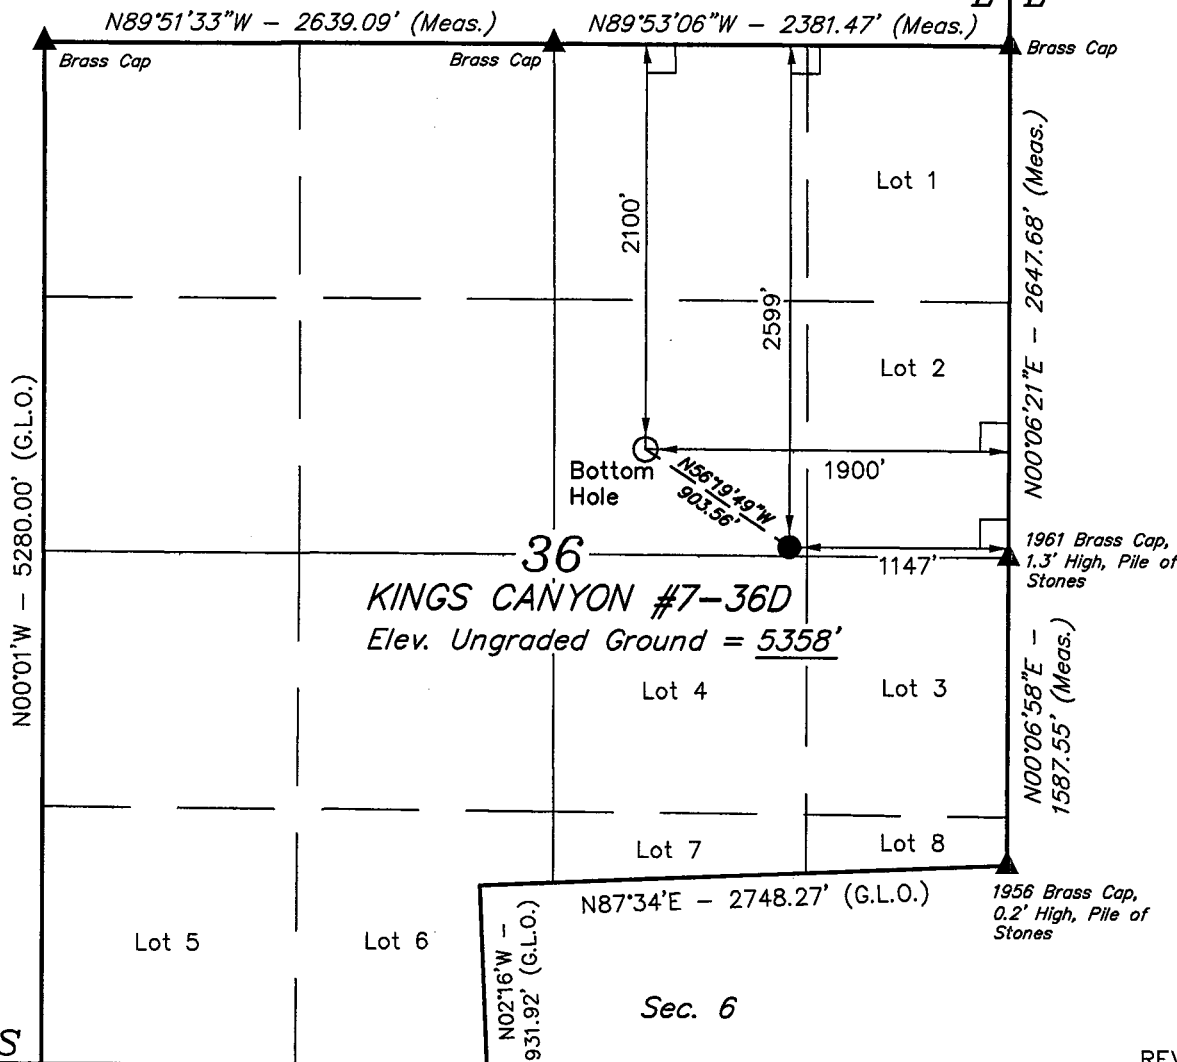 N89°51'33"W – 2639.09' (Meas.)
N89°53'06"W – 2381.47' (Meas.)
Brass Cap
Brass Cap
Brass Cap
Lot 1
2100'
2599'
N00°06'21"E – 2647.68' (Meas.)
Lot 2
N00°01'W – 5280.00' (G.L.O.)
Bottom
Hole
1900'
N56°19'49"W
903.56'
36
1147'
1961 Brass Cap,
1.3' High, Pile of
Stones
KINGS CANYON #7–36D
Elev. Ungraded Ground = 5358'
Lot 4
Lot 3
N00°06'58"E –
1587.55' (Meas.)
Lot 7
Lot 8
N87°34'E – 2748.27' (G.L.O.)
1956 Brass Cap,
0.2' High, Pile of
Stones
Lot 5
Lot 6
N02°16'W –
931.92' (G.L.O.)
Sec. 6
S
REV